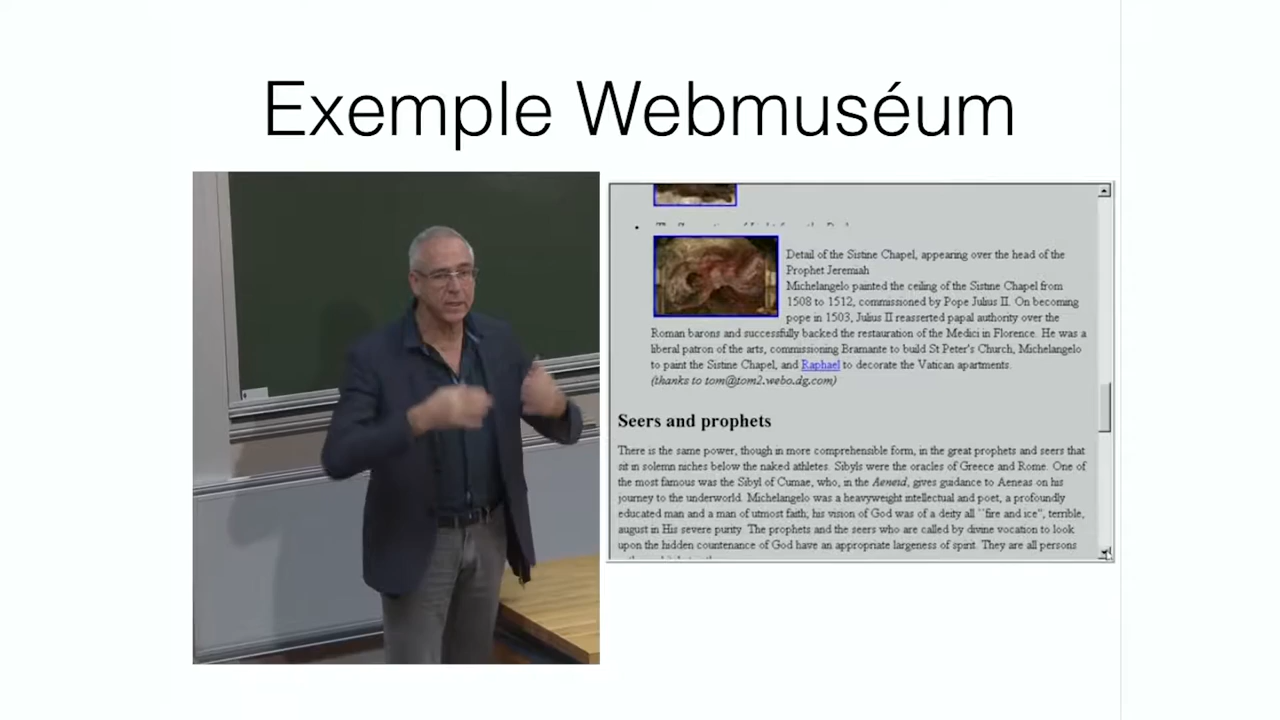 Exemple Webmuséum
Detail of the Sistine Chapel, appearing over the head of the
Prophet Jeremiah
Michelangelo painted the ceiling of the Sistine Chapel from
1508 to 1512, commissioned by Pope Julius II. On becoming
pope in 1503, Julius II reasserted papal authority over the
Roman barons and successfully backed the restauration of the Medici in Florence. He was a
liberal patron of the arts, commissioning Bramante to build St Peter's Church, Michelangelo
to paint the Sistine Chapel, and Raphael to decorate the Vatican apartments.
(thanks to tom@tom2.webo.dg.com)
Seers and prophets
There is the same power, though in more comprehensible form, in the great prophets and seers that
sit in solemn niches below the naked athletes. Sibyls were the oracles of Greece and Rome. One of
the most famous was the Sibyl of Cumae, who, in the Aeneid, gives guidance to Aeneas on his
journey to the underworld. Michelangelo was a heavyweight intellectual and poet, a profoundly
educated man and a man of utmost faith; his vision of God was of a deity all ``fire and ice'', terrible,
august in His severe purity. The prophets and the seers who are called by divine vocation to look
upon the hidden countenance of God have an appropriate largeness of spirit. They are all persons